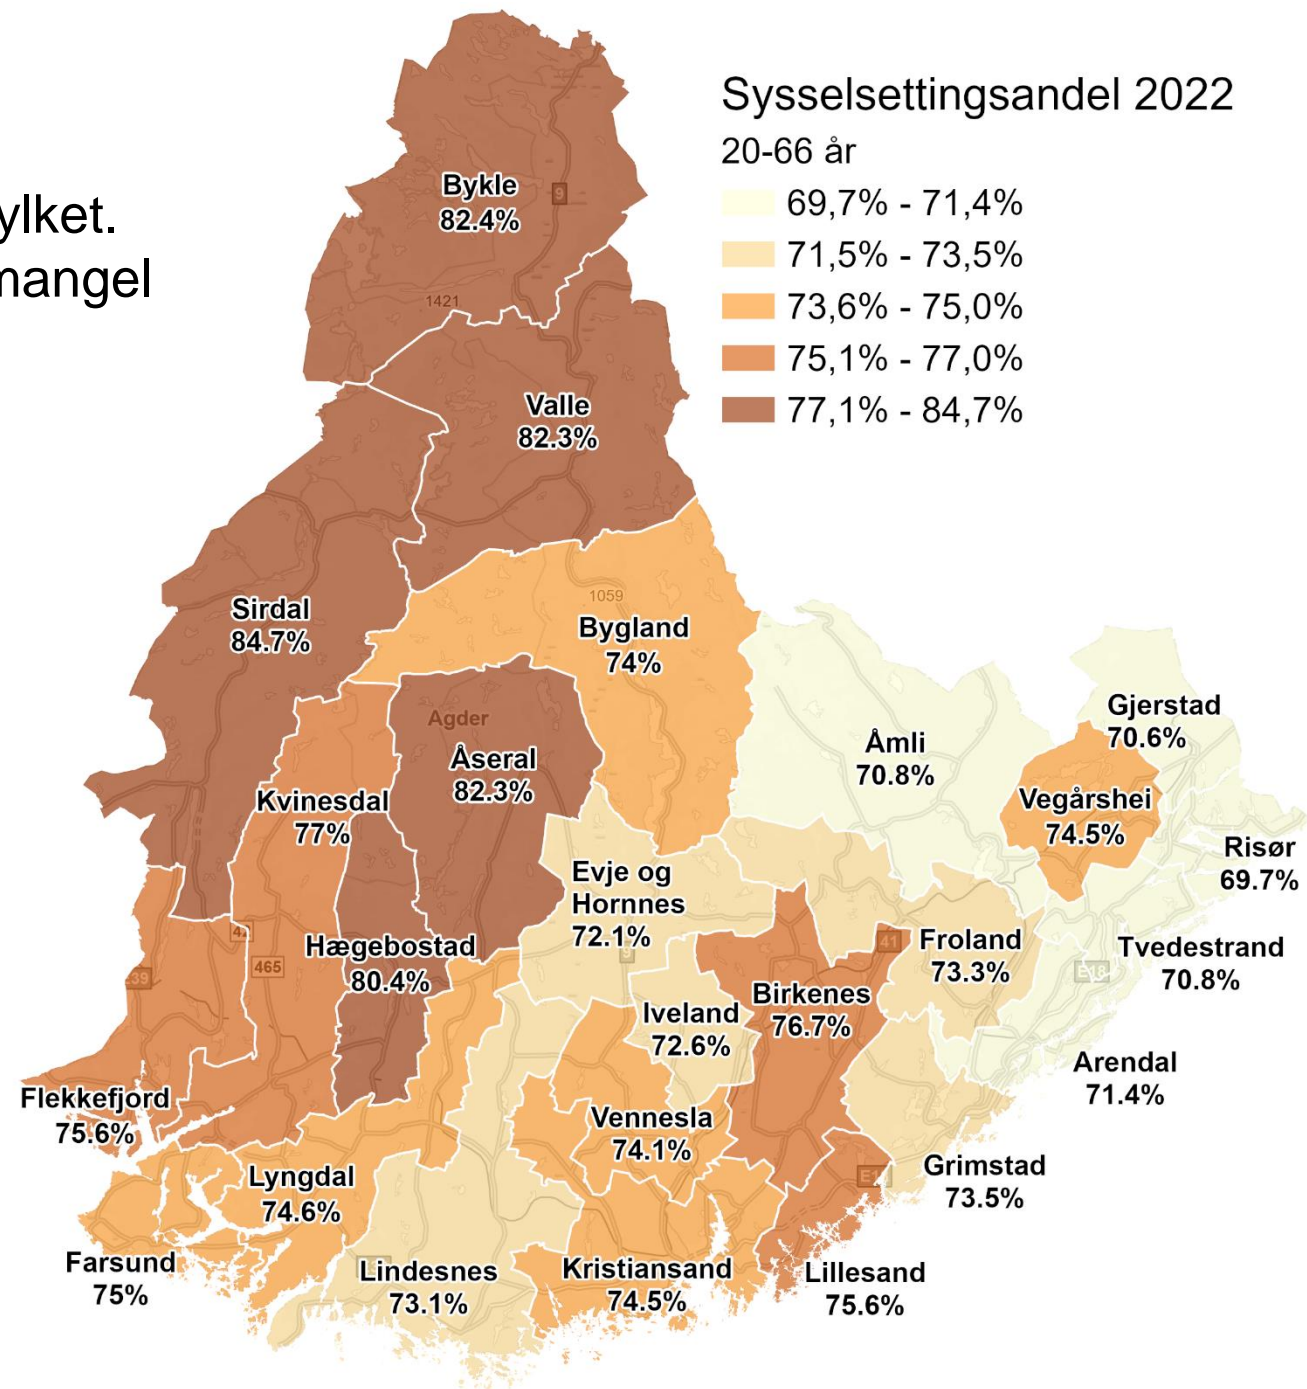 Sysselsettingsandel 2022
20-66 år
69,7% - 71,4%
71,5% - 73,5%
73,6% - 75,0%
75,1% - 77,0%
77,1% - 84,7%
ylket.
mangel
Bykle
82.4%
9
1421
Valle
82.3%
Sirdal
84.7%
1059
Bygland
74%
Agder
Åseral
82.3%
Kvinesdal
77%
Åmli
70.8%
Gjerstad
70.6%
Vegårshei
74.5%
Risør
69.7%
Evje og
Hornnes
72.1%
9
Hægebostad
80.4%
465
41
Froland
73.3%
Tvedestrand
70.8%
E18
Birkenes
76.7%
Iveland
72.6%
Arendal
71.4%
Flekkefjord
75.6%
Vennesla
74.1%
Lyngdal
74.6%
Grimstad
73.5%
Farsund
75%
Lindesnes
73.1%
Kristiansand
74.5%
Lillesand
75.6%